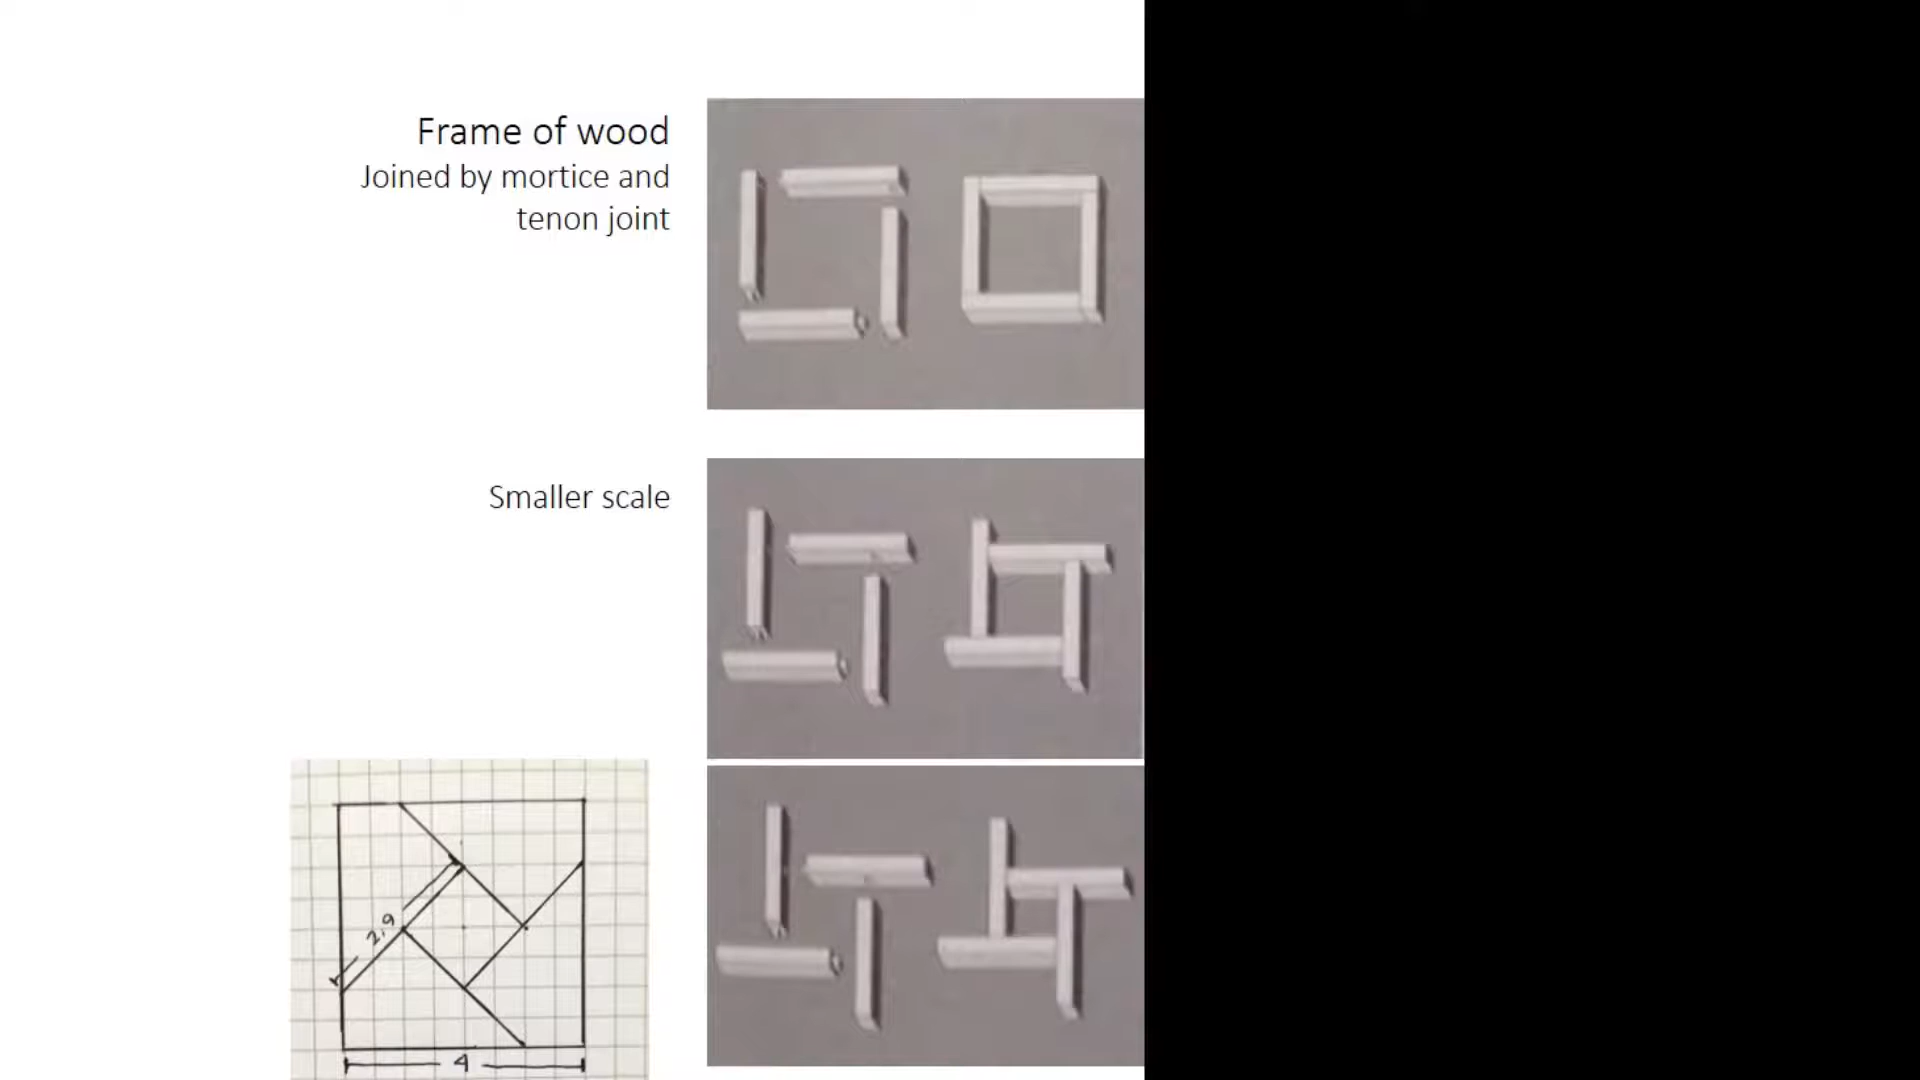 Frame of wood
Joined by mortice and
tenon joint
Smaller scale
2,9
4